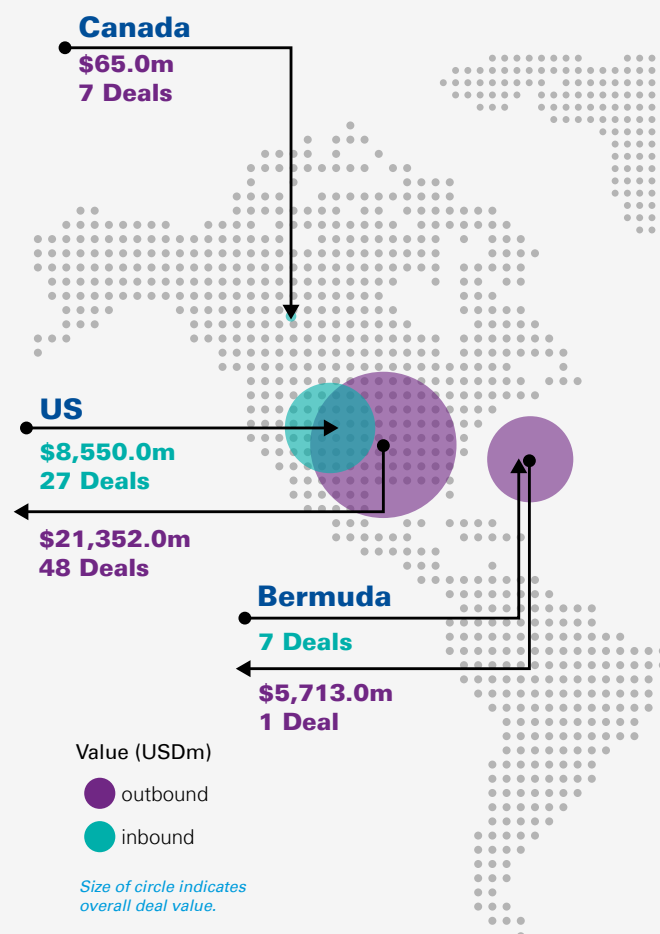 Canada
$65.0m
7 Deals
US
$8,550.0m
27 Deals
$21,352.0m
48 Deals
Bermuda
7 Deals
$5,713.0m
1 Deal
Value (USDm)
outbound
inbound
Size of circle indicates
overall deal value.